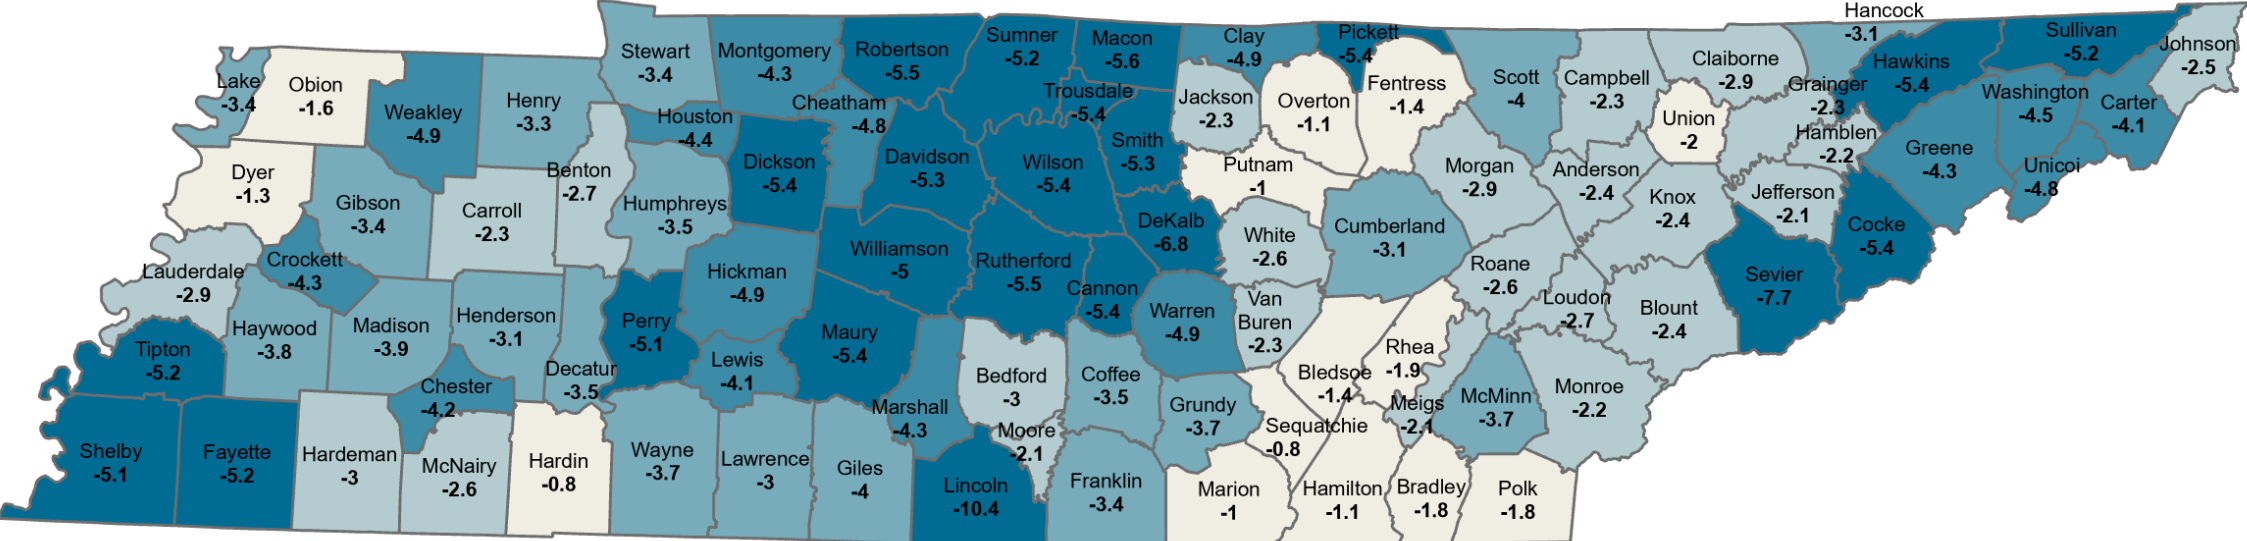 Lake
-3.4
Obion
-1.6
Weakley
-4.9
Henry
-3.3
Stewart
-3.4
Montgomery
-4.3
Robertson
-5.5
Sumner
-5.2
Macon
-5.6
Clay
-4.9
Pickett
-5.4
Fentress
-1.4
Scott
-4
Campbell
-2.3
Claiborne
-2.9
Hancock
-3.1
Hawkins
-5.4
Sullivan
-5.2
Johnson
-2.5
Houston
-4.4
Cheatham
-4.8
Trousdale
-5.4
Jackson
-2.3
Overton
-1.1
Union
-2
Grainger
-2.3
Hamblen
-2.2
Greene
-4.3
Washington
-4.5
Carter
-4.1
Unicoi
-4.8
Dyer
-1.3
Gibson
-3.4
Carroll
-2.3
Benton
-2.7
Humphreys
-3.5
Dickson
-5.4
Davidson
-5.3
Wilson
-5.4
Smith
-5.3
Putnam
-1
Morgan
-2.9
Anderson
-2.4
Knox
-2.4
Jefferson
-2.1
Cocke
-5.4
Lauderdale
-2.9
Crockett
-4.3
Hickman
-4.9
Williamson
-5
Rutherford
-5.5
DeKalb
-6.8
White
-2.6
Cumberland
-3.1
Roane
-2.6
Loudon
-2.7
Blount
-2.4
Sevier
-7.7
Tipton
-5.2
Haywood
-3.8
Madison
-3.9
Henderson
-3.1
Decatur
-3.5
Perry
-5.1
Lewis
-4.1
Maury
-5.4
Cannon
-5.4
Warren
-4.9
Van
Buren
-2.3
Bledsoe
-1.4
Rhea
-1.9
Meigs
-2.1
McMinn
-3.7
Monroe
-2.2
Chester
-4.2
Marshall
-4.3
Bedford
-3
Coffee
-3.5
Grundy
-3.7
Sequatchie
-0.8
Shelby
-5.1
Fayette
-5.2
Hardeman
-3
McNairy
-2.6
Hardin
-0.8
Wayne
-3.7
Lawrence
-3
Giles
-4
Lincoln
-10.4
Moore
-2.1
Franklin
-3.4
Marion
-1
Hamilton
-1.1
Bradley
-1.8
Polk
-1.8